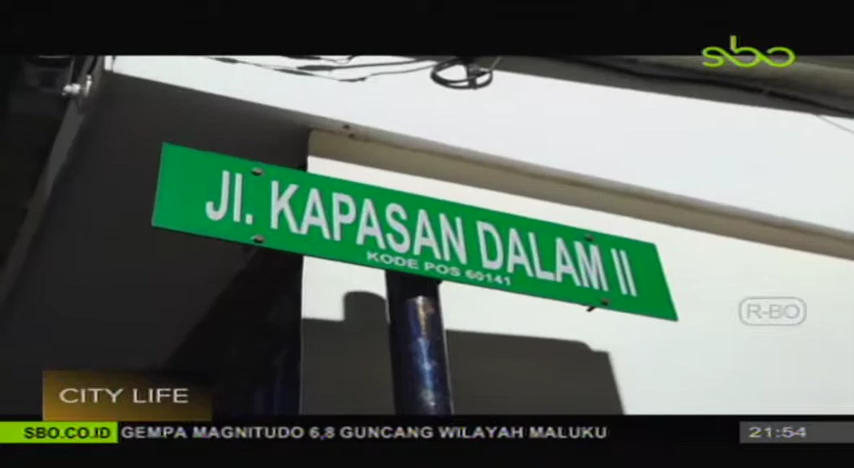 sbo
JI. KAPASAN DALAM II
KODE POS 60141
R-BO
CITY LIFE
SBO.CO.ID GEMPA MAGNITUDO 6,8 GUNCANG WILAYAH MALUKU 21:54